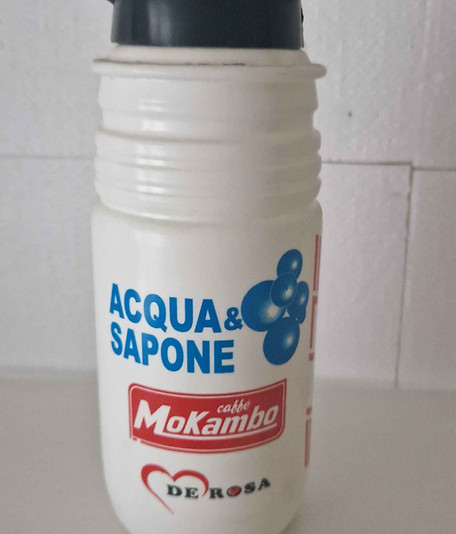 ACQUA&
SAPONE
caffè
MoKambo
DE ROSA